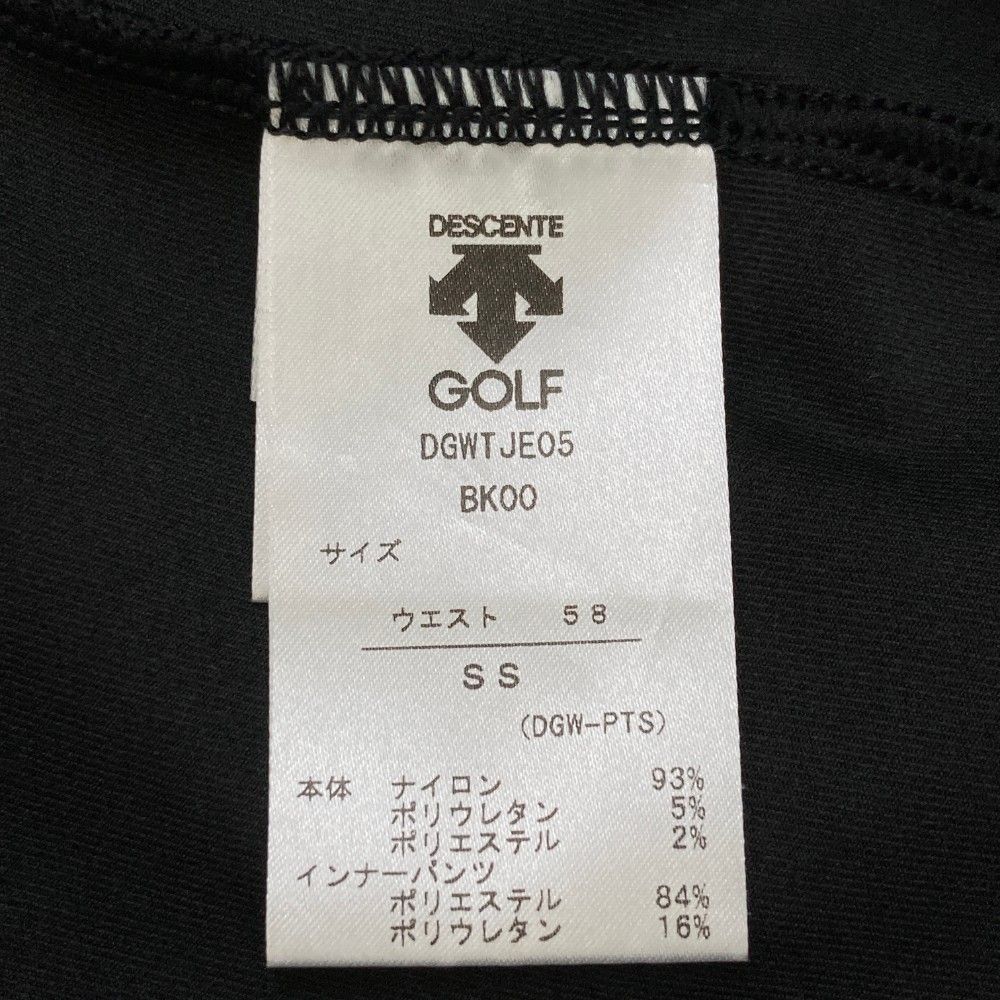 DESCENTE
GOLF
DGWTJE05
BK00
サイズ
ウエスト 58
SS
(DGW-PTS)
本体 ナイロン 93%
ポリウレタン 5%
ポリエステル 2%
インナーパンツ
ポリエステル 84%
ポリウレタン 16%